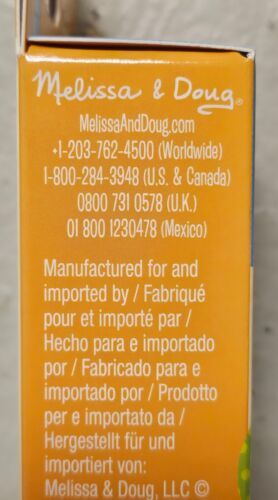 Melissa & Doug®
MelissaAndDoug.com
+1-203-762-4500 (Worldwide)
1-800-284-3948 (U.S. & Canada)
0800 731 0578 (U.K.)
01 800 1230478 (Mexico)
Manufactured for and
imported by / Fabriqué
pour et importé par /
Hecho para e importado
por / Fabricado para e
importado por / Prodotto
per e importato da /
Hergestellt für und
importiert von:
Melissa & Doug, LLC ©